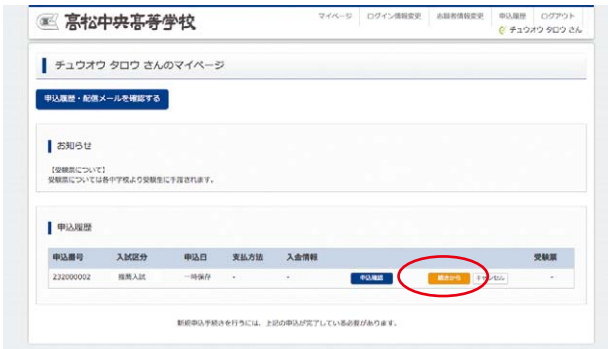 高松中央高等学校
マイページ ログイン情報変更 志願者情報変更 申込履歴 ログアウト
チュウオウ タロウ さん
チュウオウ タロウ さんのマイページ
申込履歴・配信メールを確認する
お知らせ
【受験票について】
受験票については各中学校より受験生に手渡されます。
申込履歴
申込番号 入試区分 申込日 支払方法 入金情報 受験票
232000002 推薦入試 一時保存 - - 申込確認 続きから キャンセル -
新規申込手続きを行うには、上記の申込が完了している必要があります。